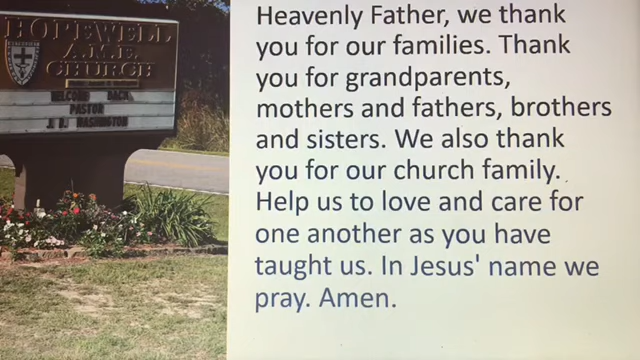 HOPEWELL
A.M.E.
CHURCH
WELCOME BACK
PASTOR
WASHINGTON
Heavenly Father, we thank
you for our families. Thank
you for grandparents,
mothers and fathers, brothers
and sisters. We also thank
you for our church family.
Help us to love and care for
one another as you have
taught us. In Jesus' name we
pray. Amen.